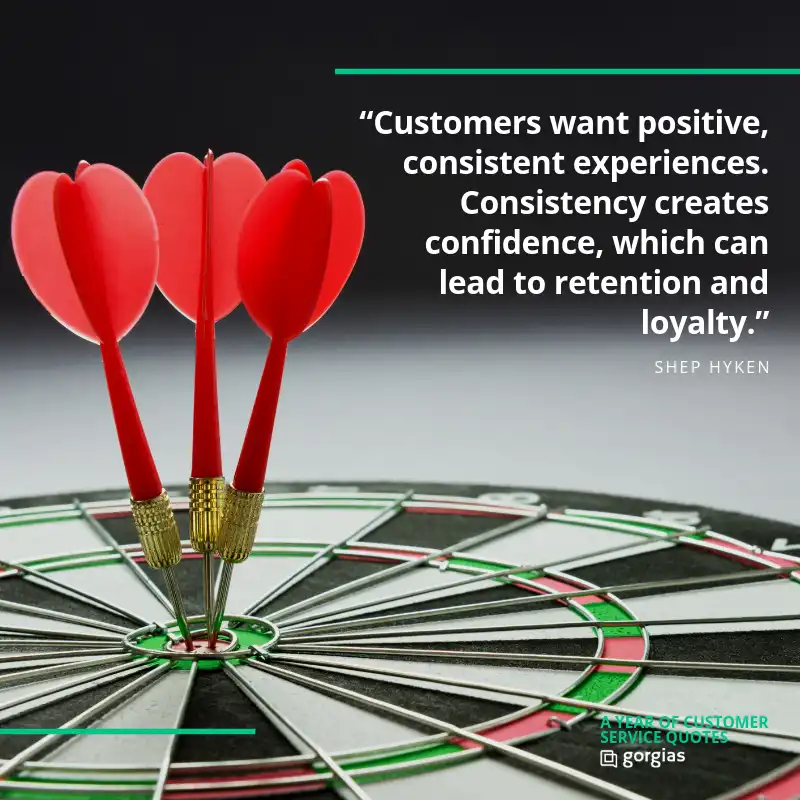 “Customers want positive,
consistent experiences.
Consistency creates
confidence, which can
lead to retention and
loyalty.”
SHEP HYKEN
A YEAR OF CUSTOMER
SERVICE QUOTES
gorgias